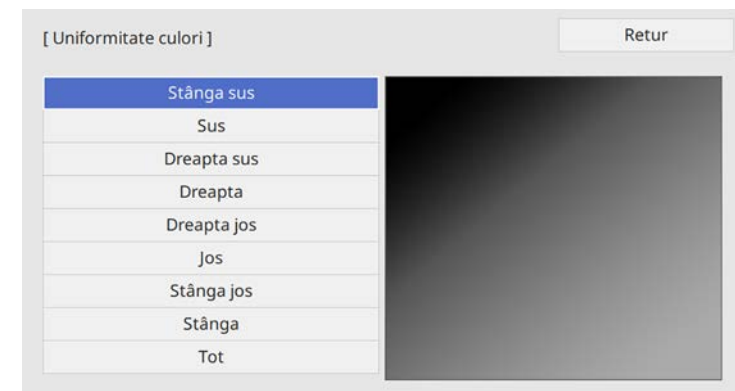 [ Uniformitate culori ]
Retur
Stânga sus
Sus
Dreapta sus
Dreapta
Dreapta jos
Jos
Stânga jos
Stânga
Tot